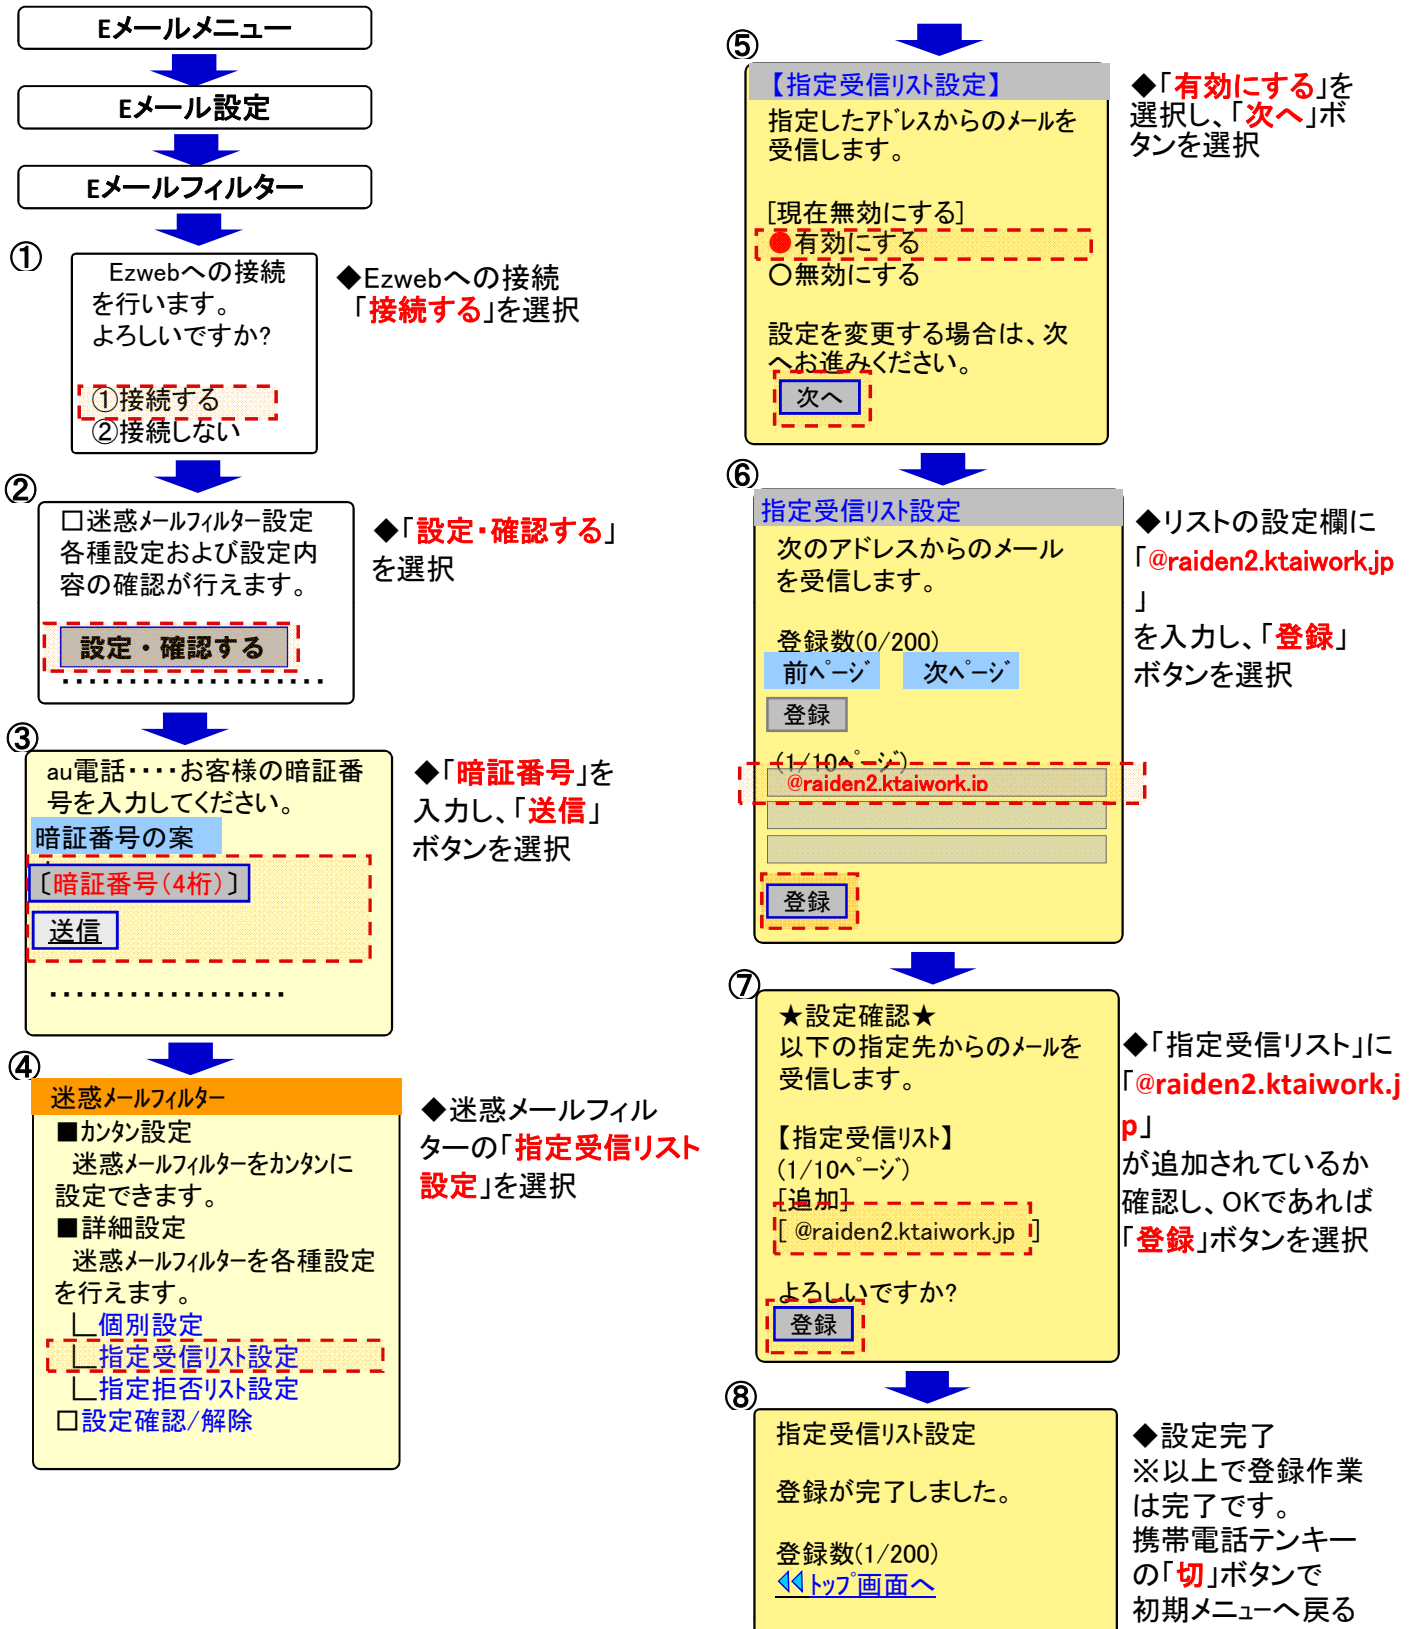 Eメールメニュー
Eメール設定
Eメールフィルター
①
Ezwebへの接続
を行います。
よろしいですか?
①接続する
②接続しない
◆Ezwebへの接続
「接続する」を選択
②
□迷惑メールフィルター設定
各種設定および設定内
容の確認が行えます。
設定・確認する
・・・・・・・・・・・・・・・・・・・・
◆「設定・確認する」
を選択
③
au電話・・・・お客様の暗証番
号を入力してください。
暗証番号の案
〔暗証番号(4桁)〕
送信
・・・・・・・・・・・・・・・・・・
◆「暗証番号」を
入力し、「送信」
ボタンを選択
④
迷惑メールフィルター
■カンタン設定
迷惑メールフィルターをカンタンに
設定できます。
■詳細設定
迷惑メールフィルターを各種設定
を行えます。
∟個別設定
∟指定受信リスト設定
∟指定拒否リスト設定
□設定確認/解除
◆迷惑メールフィル
ターの「指定受信リスト
設定」を選択
⑤
【指定受信リスト設定】
指定したアドレスからのメールを
受信します。
[現在無効にする]
●有効にする
○無効にする
設定を変更する場合は、次
へお進みください。
次へ
◆「有効にする」を
選択し、「次へ」ボ
タンを選択
⑥
指定受信リスト設定
次のアドレスからのメール
を受信します。
登録数(0/200)
前ページ 次ページ
登録
(1/10ページ)
@raiden2.ktaiwork.jp
登録
◆リストの設定欄に
「@raiden2.ktaiwork.jp
」
を入力し、「登録」
ボタンを選択
⑦
★設定確認★
以下の指定先からのメールを
受信します。
【指定受信リスト】
(1/10ページ)
[追加]
[ @raiden2.ktaiwork.jp ]
よろしいですか?
登録
◆「指定受信リスト」に
「@raiden2.ktaiwork.j
p」
が追加されているか
確認し、OKであれば
「登録」ボタンを選択
⑧
指定受信リスト設定
登録が完了しました。
登録数(1/200)
トップ画面へ
◆設定完了
※以上で登録作業
は完了です。
携帯電話テンキー
の「切」ボタンで
初期メニューへ戻る